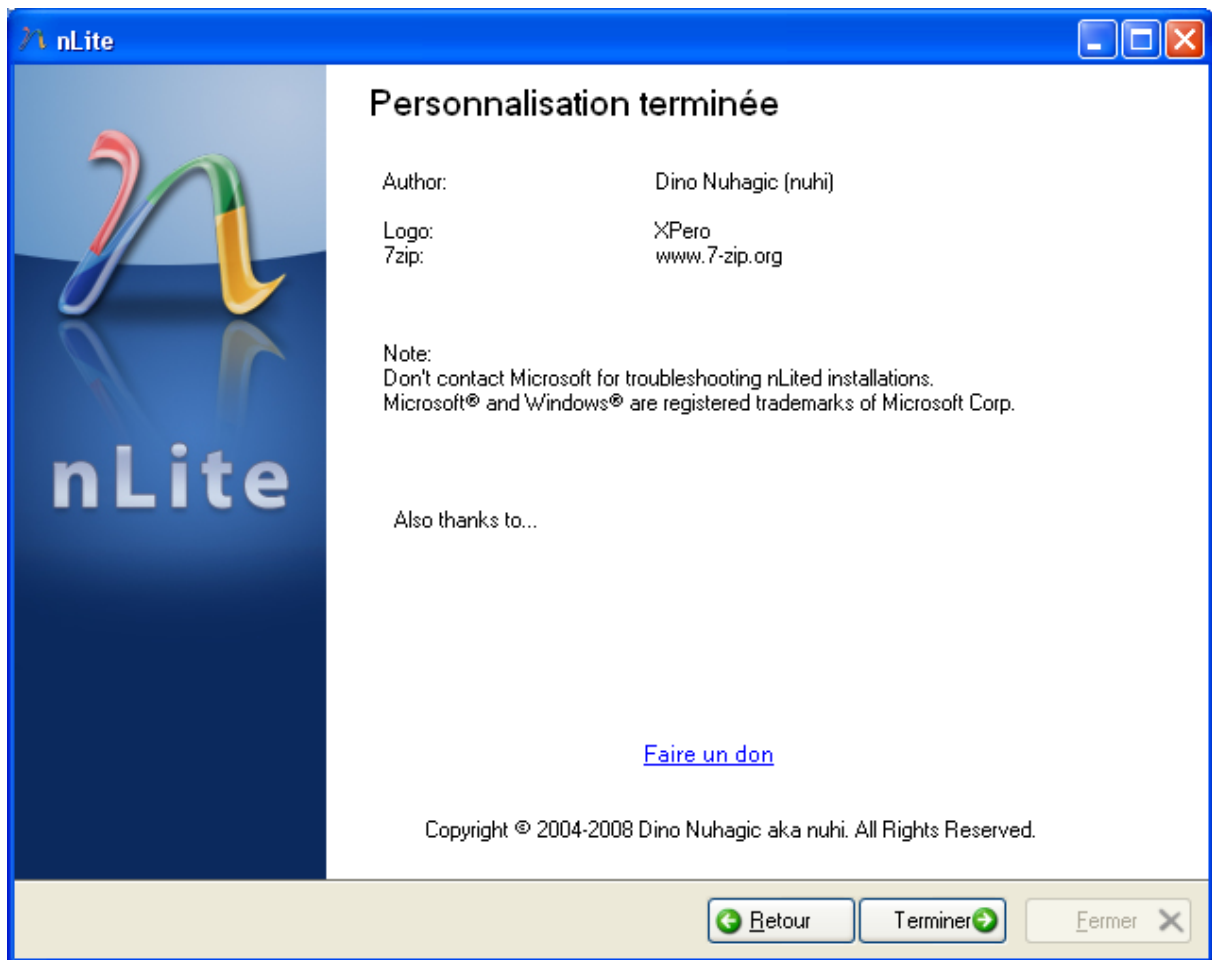 nLite
Personnalisation terminée
Author: Dino Nuhagic (nuhi)
Logo: XPero
7zip: www.7-zip.org
Note:
Don't contact Microsoft for troubleshooting nLited installations.
Microsoft® and Windows® are registered trademarks of Microsoft Corp.
nLite
Also thanks to...
Faire un don
Copyright © 2004-2008 Dino Nuhagic aka nuhi. All Rights Reserved.
Retour Terminer Fermer